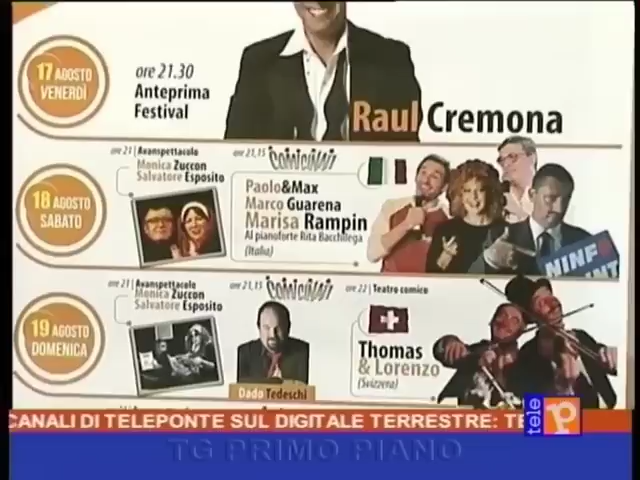 17 AGOSTO
VENERDÌ
ore 21.30
Anteprima
Festival
Raul Cremona
18 AGOSTO
SABATO
ore 21 | Avanspettacolo
Monica Zuccon
Salvatore Esposito
ore 21,15
Paolo&Max
Marco Guarena
Marisa Rampin
Al pianoforte Rita Bacchilega
(Italia)
NINF
19 AGOSTO
DOMENICA
ore 21 | Avanspettacolo
Monica Zuccon
Salvatore Esposito
ore 21,15
Dado Tedeschi
ore 22 | Teatro comico
Thomas
& Lorenzo
(Svizzera)
CANALI DI TELEPONTE SUL DIGITALE TERRESTRE: TE
tele p
TG PRIMO PIANO